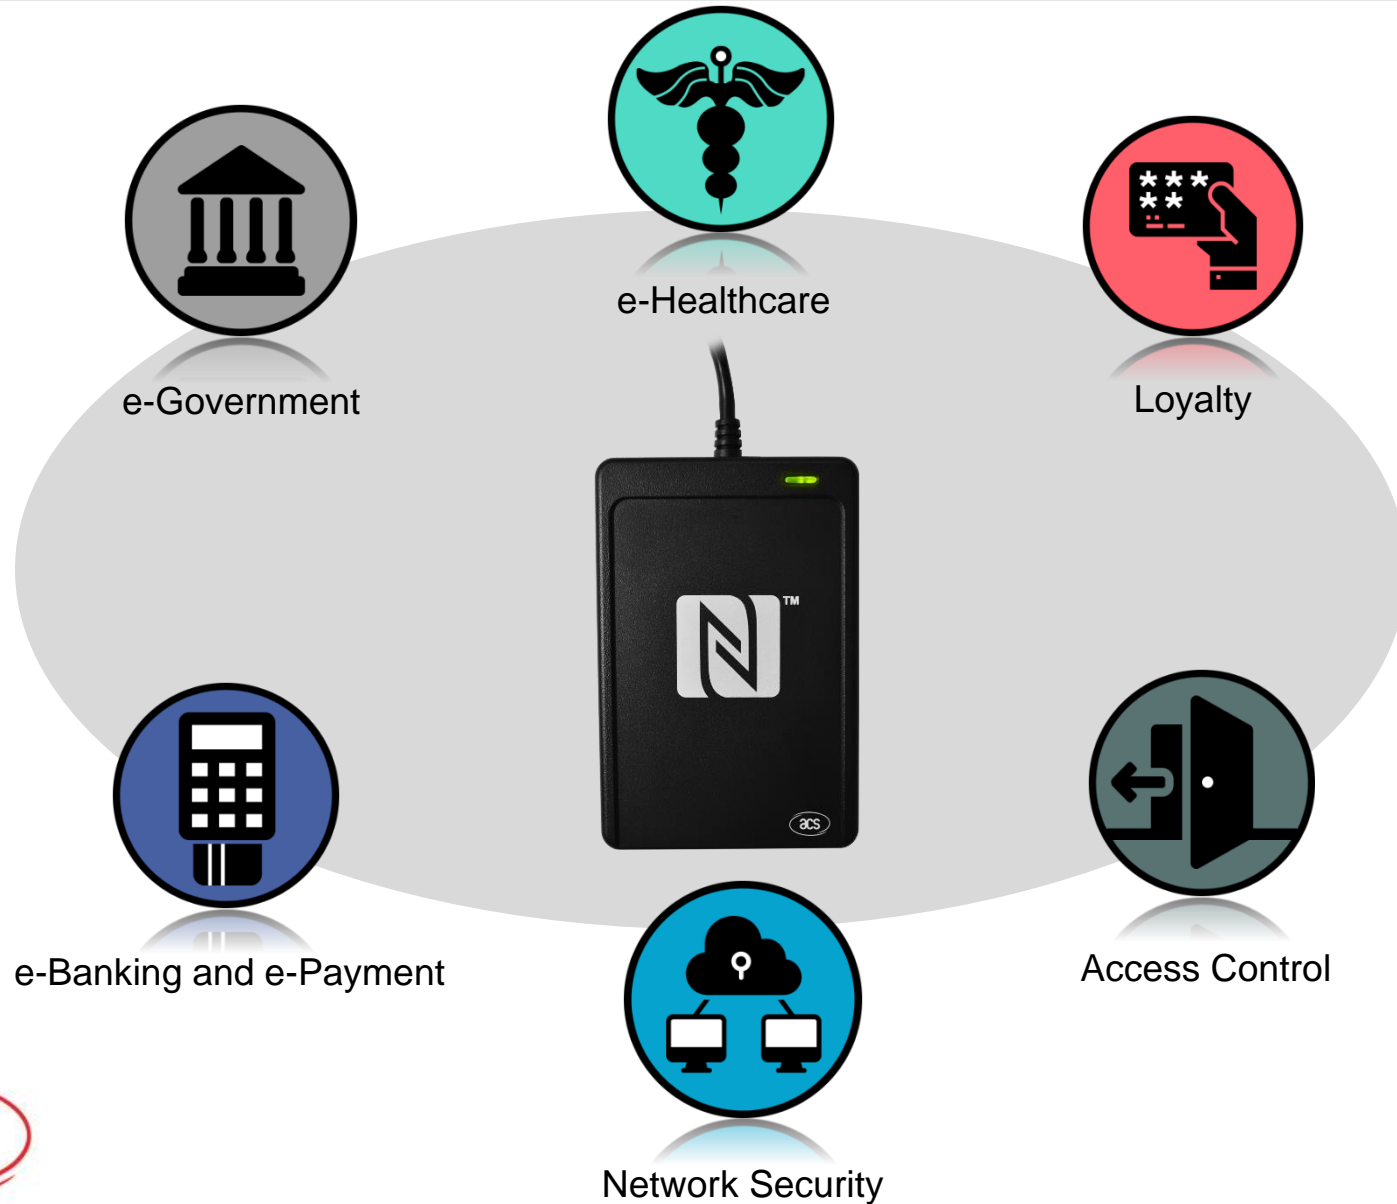 e-Healthcare
e-Government
Loyalty
TM
acs
e-Banking and e-Payment
Access Control
Network Security